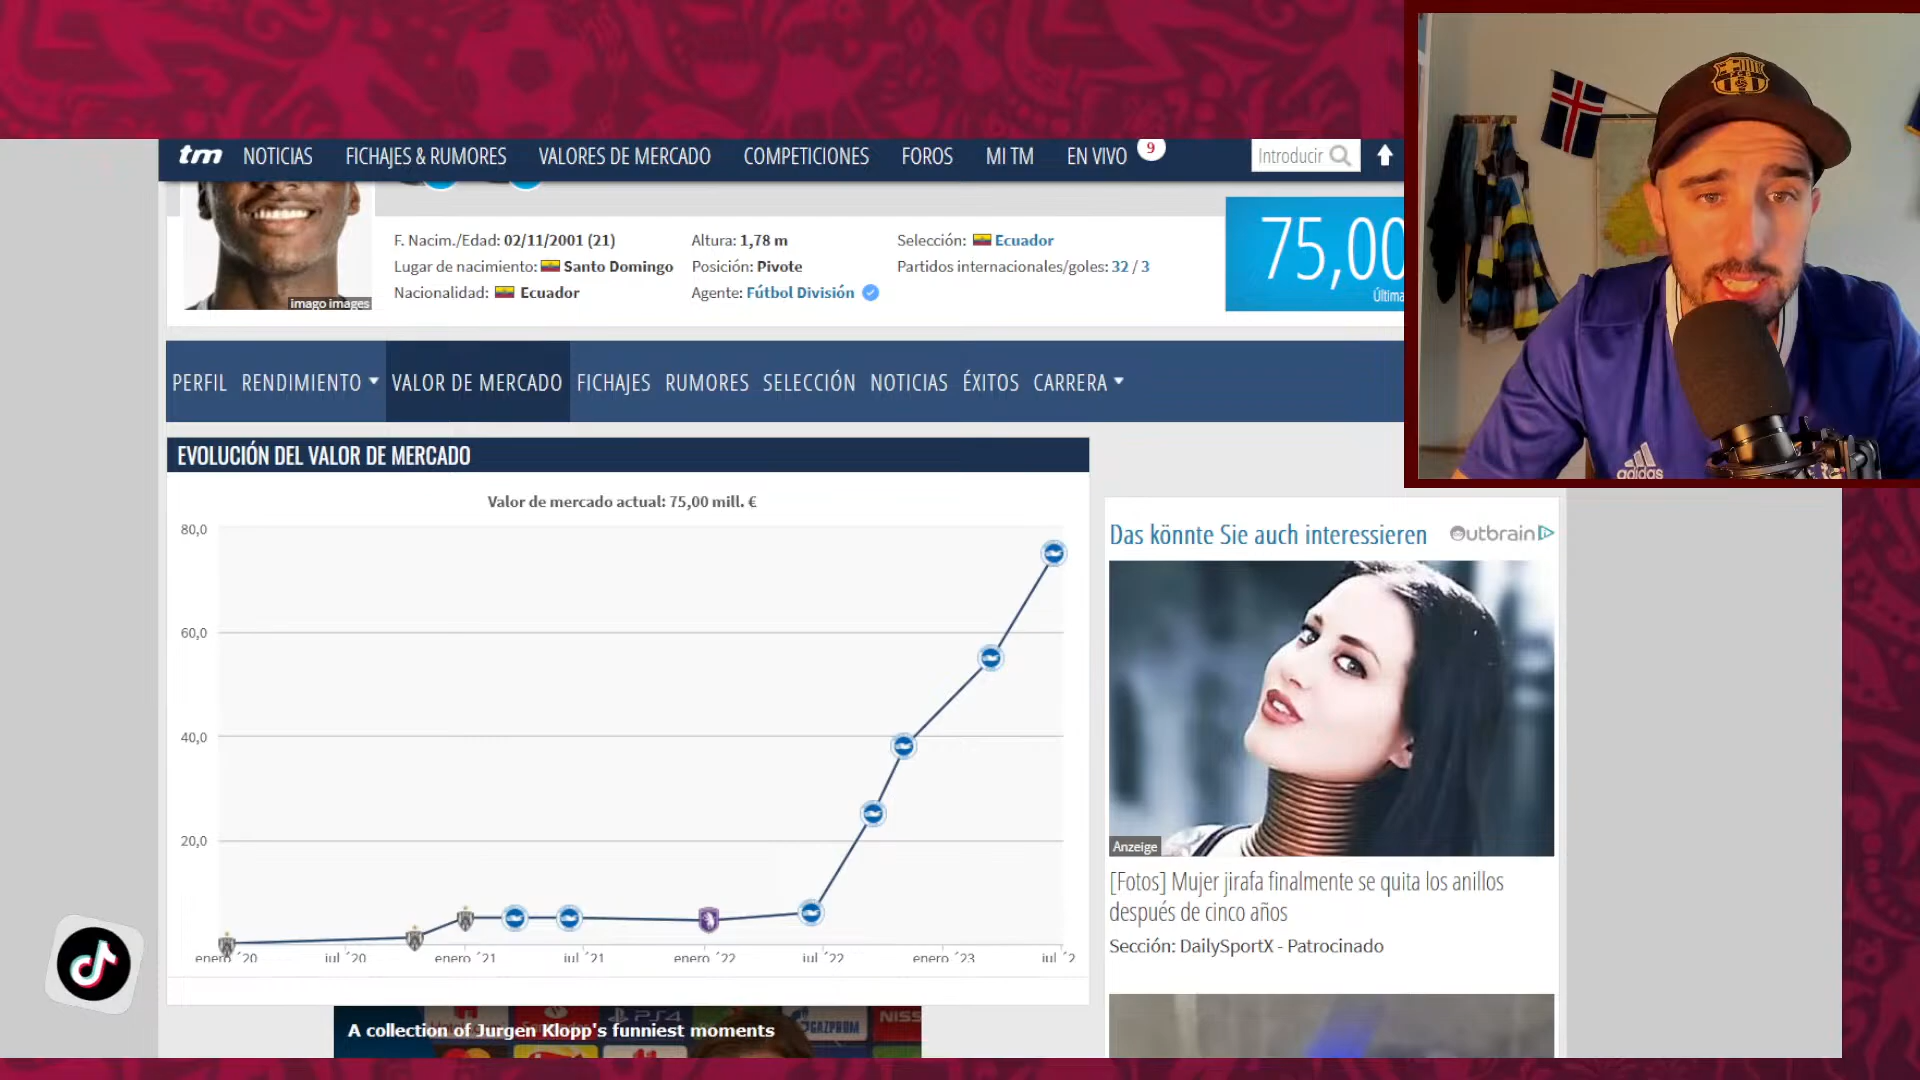 tm NOTICIAS FICHAJES & RUMORES VALORES DE MERCADO COMPETICIONES FOROS MI TM EN VIVO 9 Introducir
F. Nacim./Edad: 02/11/2001 (21) Altura: 1,78 m Selección: Ecuador
Lugar de nacimiento: Santo Domingo Posición: Pivote Partidos internacionales/goles: 32 / 3
Nacionalidad: Ecuador Agente: Fútbol División
imago images
75,00
Última
adidas
PERFIL RENDIMIENTO VALOR DE MERCADO FICHAJES RUMORES SELECCIÓN NOTICIAS ÉXITOS CARRERA
EVOLUCIÓN DEL VALOR DE MERCADO
Valor de mercado actual: 75,00 mill. €
80,0
60,0
40,0
20,0
enero ´20 jul ´20 enero ´21 jul ´21 enero ´22 jul ´22 enero ´23 jul ´2
Das könnte Sie auch interessieren Outbrain
Anzeige
[Fotos] Mujer jirafa finalmente se quita los anillos
después de cinco años
Sección: DailySportX - Patrocinado
PS4 GAZPROM NISS
A collection of Jurgen Klopp's funniest moments